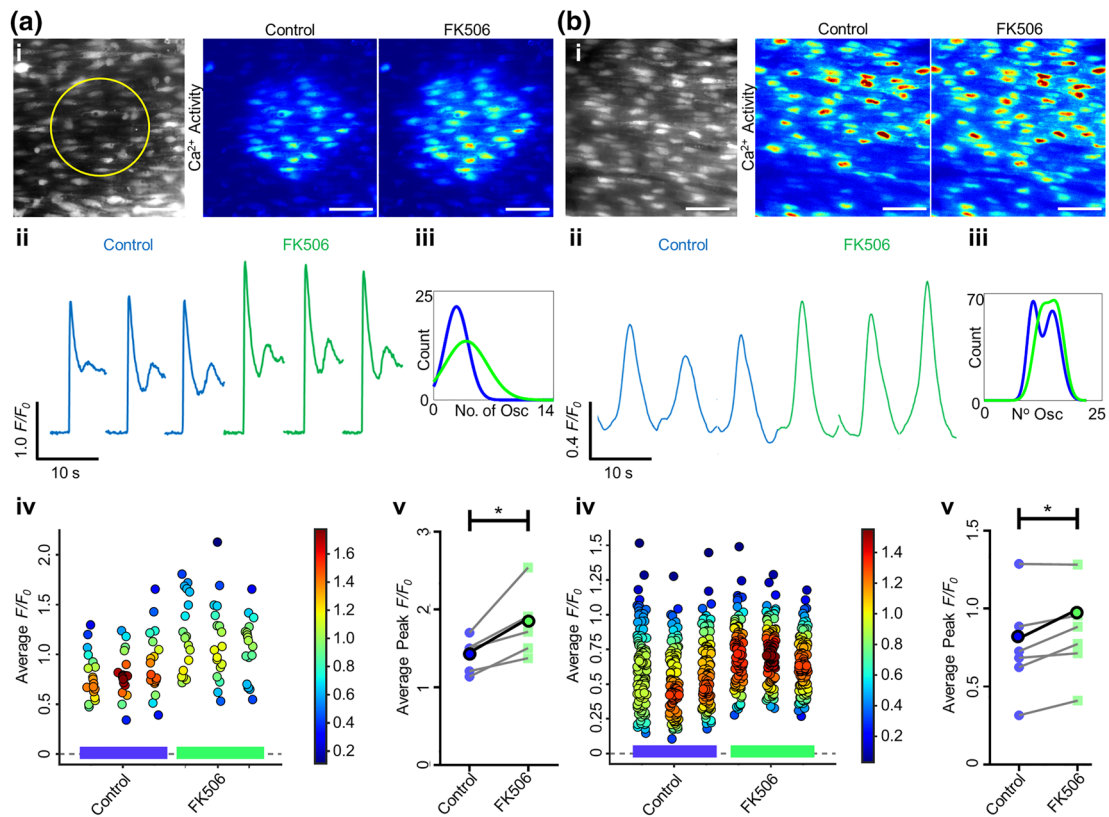 (a)
i
Control
FK506
Ca2+ Activity
ii
Control
FK506
iii
1.0 F/F0
10 s
25
Count
0
0
No. of Osc
14
iv
Average F/F0
2.0
1.5
1.0
0.5
0
Control
FK506
1.6
1.4
1.2
1.0
0.8
0.6
0.4
0.2
v
*
Average Peak F/F0
3
2
1
0
Control
FK506
(b)
i
Control
FK506
Ca2+ Activity
ii
Control
FK506
iii
0.4 F/F0
10 s
70
Count
0
0
Nº Osc
25
iv
Average F/F0
1.5
1.25
1.0
0.75
0.5
0.25
0
Control
FK506
1.4
1.2
1.0
0.8
0.6
0.4
0.2
v
*
Average Peak F/F0
1.5
1.0
0.5
0
Control
FK506